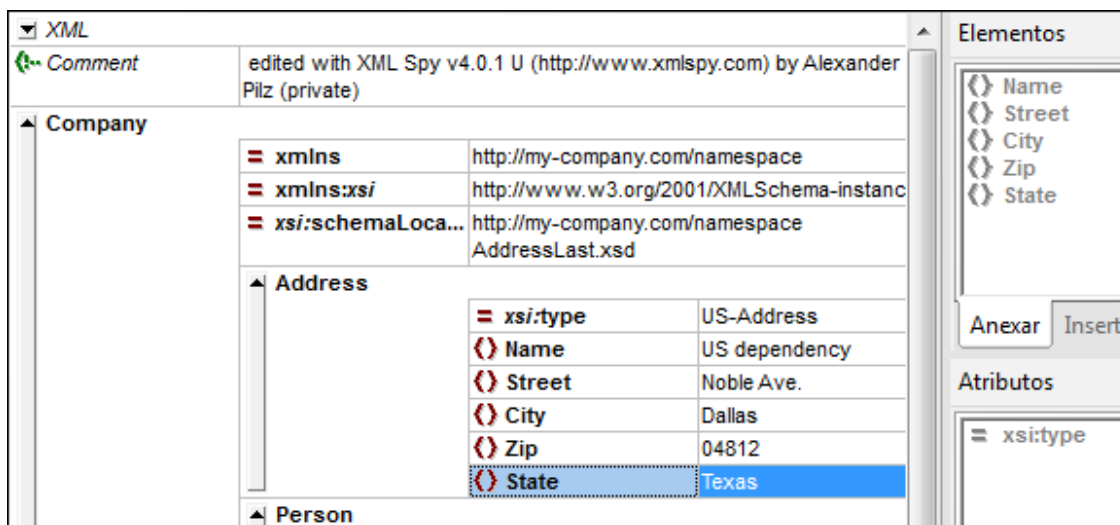 XML
Comment edited with XML Spy v4.0.1 U (http://www.xmlspy.com) by Alexander
Pilz (private)
Company
xmlns http://my-company.com/namespace
xmlns:xsi http://www.w3.org/2001/XMLSchema-instanc
xsi:schemaLoca... http://my-company.com/namespace
AddressLast.xsd
Address
xsi:type US-Address
Name US dependency
Street Noble Ave.
City Dallas
Zip 04812
State Texas
Person
Elementos
Name
Street
City
Zip
State
Anexar Insert
Atributos
xsi:type